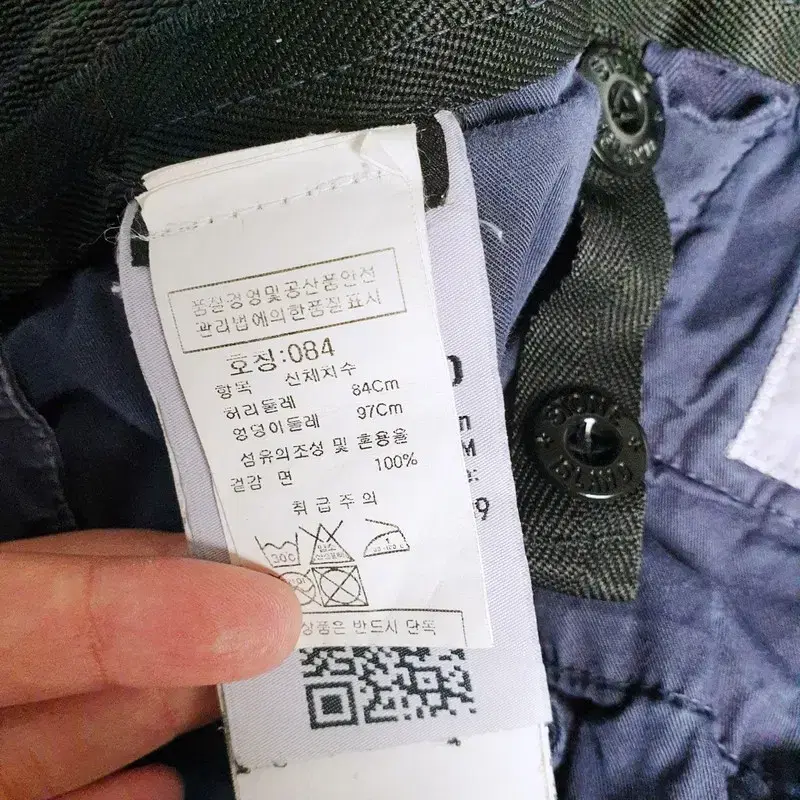 품질경영및공산품안전
관리법에의한품질표시
호칭:084
항목 신체치수
허리둘레 84Cm
엉덩이둘레 97Cm
섬유의조성 및 혼용율
겉감 면 100%
취급주의
30℃
상품은 반드시 단독
STONE
ISLAND